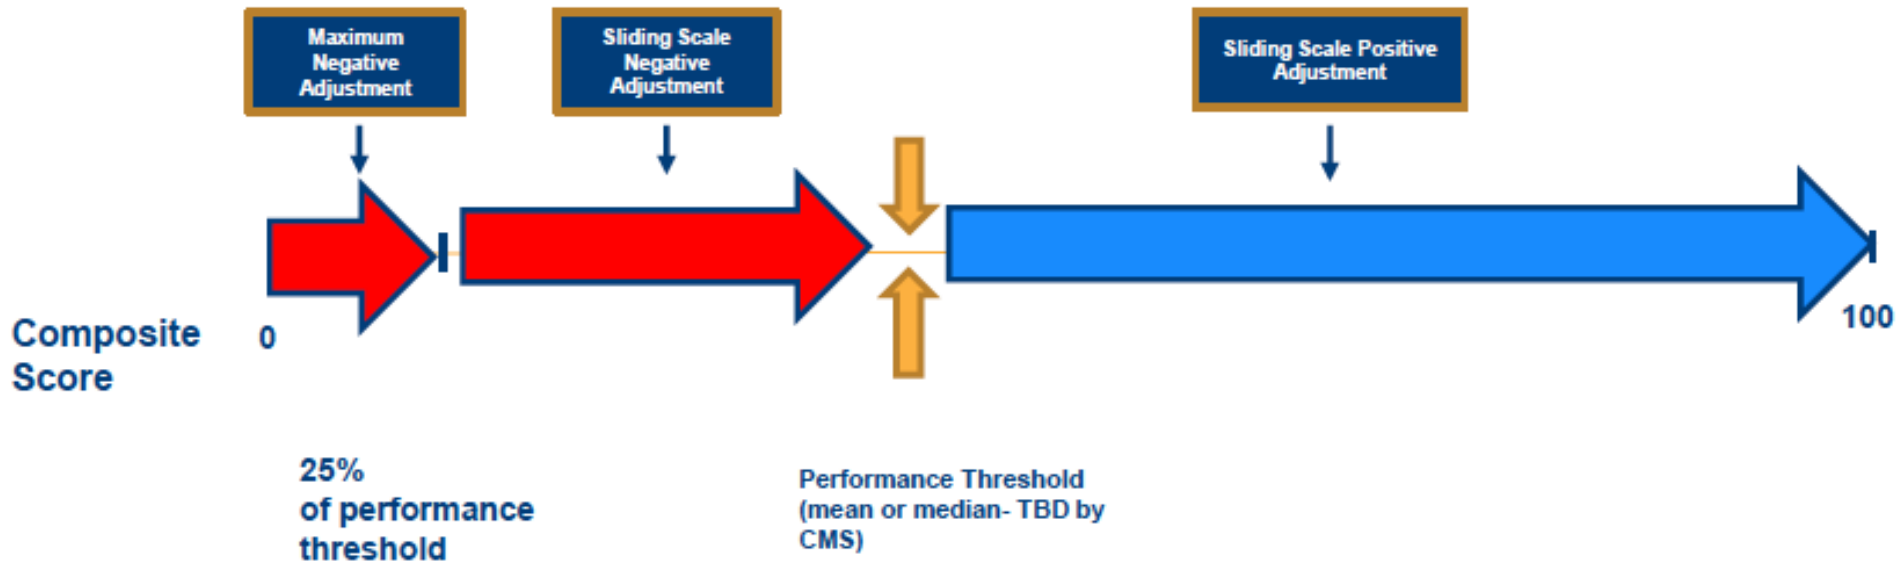 Maximum
Negative
Adjustment
Sliding Scale
Negative
Adjustment
Sliding Scale Positive
Adjustment
Composite
Score
0
100
25%
of performance
threshold
Performance Threshold
(mean or median- TBD by
CMS)